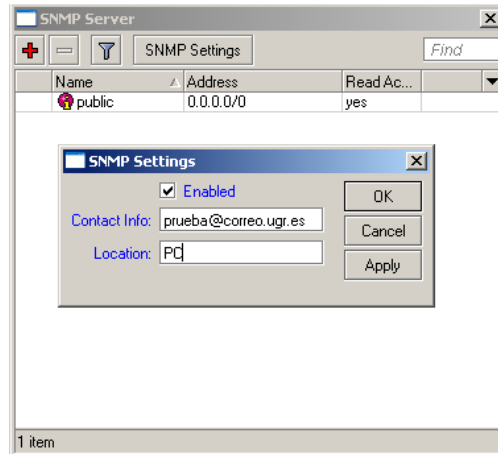 SNMP Server
SNMP Settings Find
Name Address Read Ac...
public 0.0.0.0/0 yes
SNMP Settings
Enabled OK
Contact Info: prueba@correo.ugr.es Cancel
Location: PC Apply
1 item